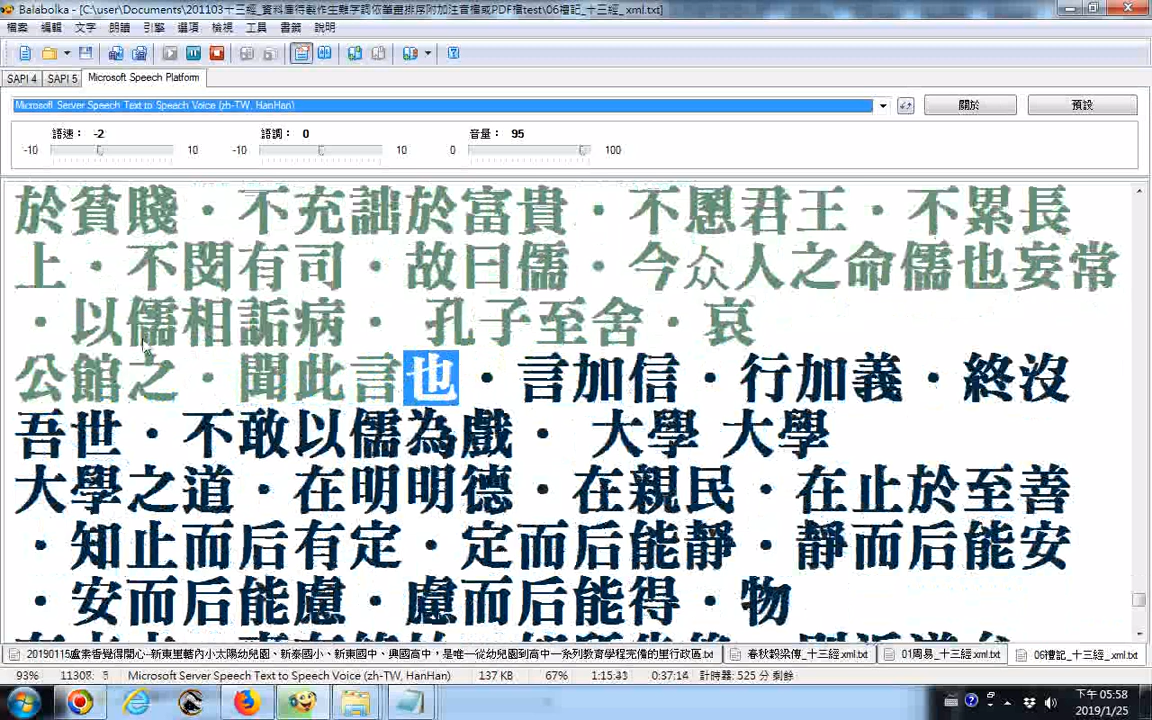 Balabolka - [C:\user\Desktop\201103十三經_資料庫待製作生難字詞依筆畫排序附加注音檔或PDF檔test\06禮記_十三經_xml.txt]
檔案 編輯 文字 朗讀 引擎 選項 檢視 工具 書籤 說明
SAPI 4 SAPI 5 Microsoft Speech Platform
Microsoft Server Speech Text to Speech Voice (zh-TW, HanHan) 關於 預設
語速： -2 語調： 0 音量： 95
-10 10 -10 10 0 100
於貧賤．不充詘於富貴．不慁君王．不累長
上．不閔有司．故曰儒．今众人之命儒也妄常
．以儒相詬病． 孔子至舍．哀
公館之．聞此言也．言加信．行加義．終沒
吾世．不敢以儒為戲． 大學 大學
大學之道．在明明德．在親民．在止於至善
．知止而后有定．定而后能靜．靜而后能安
．安而后能慮．慮而后能得．物
20190115盧素香覺得開心--新東里轄內小太陽幼兒園、新泰國小、新東國中、興國高中，是唯一從幼兒園到高中一条列教育學程完備的里行政區.txt 春秋穀梁傳_十三經.txt 01周易_十三經.txt 06禮記_十三經_xml.txt
93% Microsoft Server Speech Text to Speech Voice (zh-TW, HanHan) 137 KB 67% 1:15:33 0:37:14 計時器: 525 分 剩餘
下午 05:58
2019/1/25